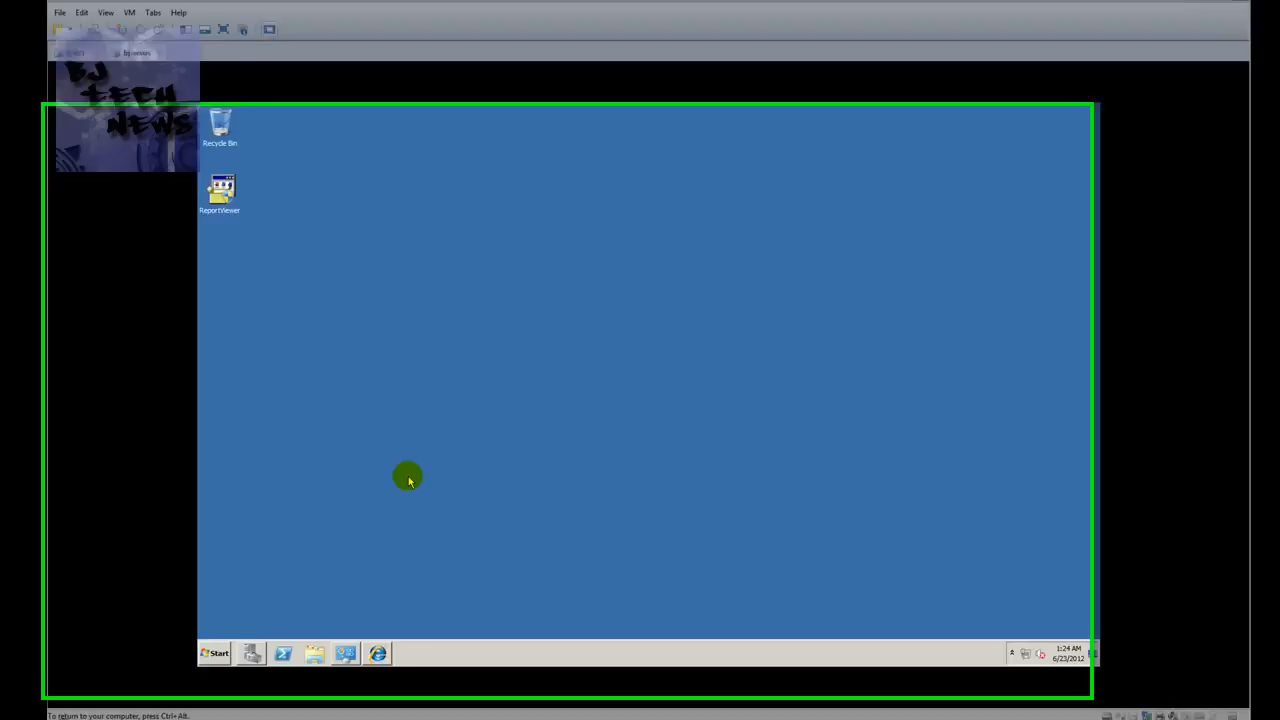 File Edit View VM Tabs Help
BJ
TECH
NEWS
Recycle Bin
ReportViewer
Start
1:24 AM
6/23/2012
To return to your computer, press Ctrl+Alt.